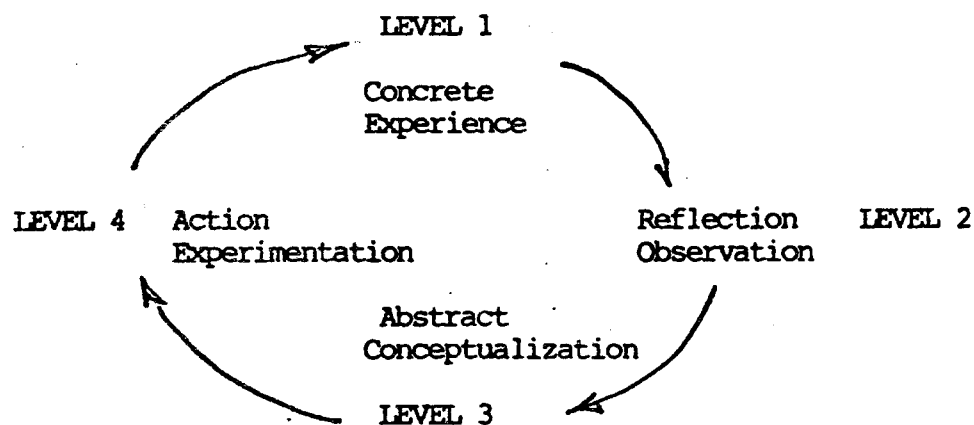 LEVEL 1
Concrete
Experience
LEVEL 4 Action
Experimentation
Reflection LEVEL 2
Observation
Abstract
Conceptualization
LEVEL 3